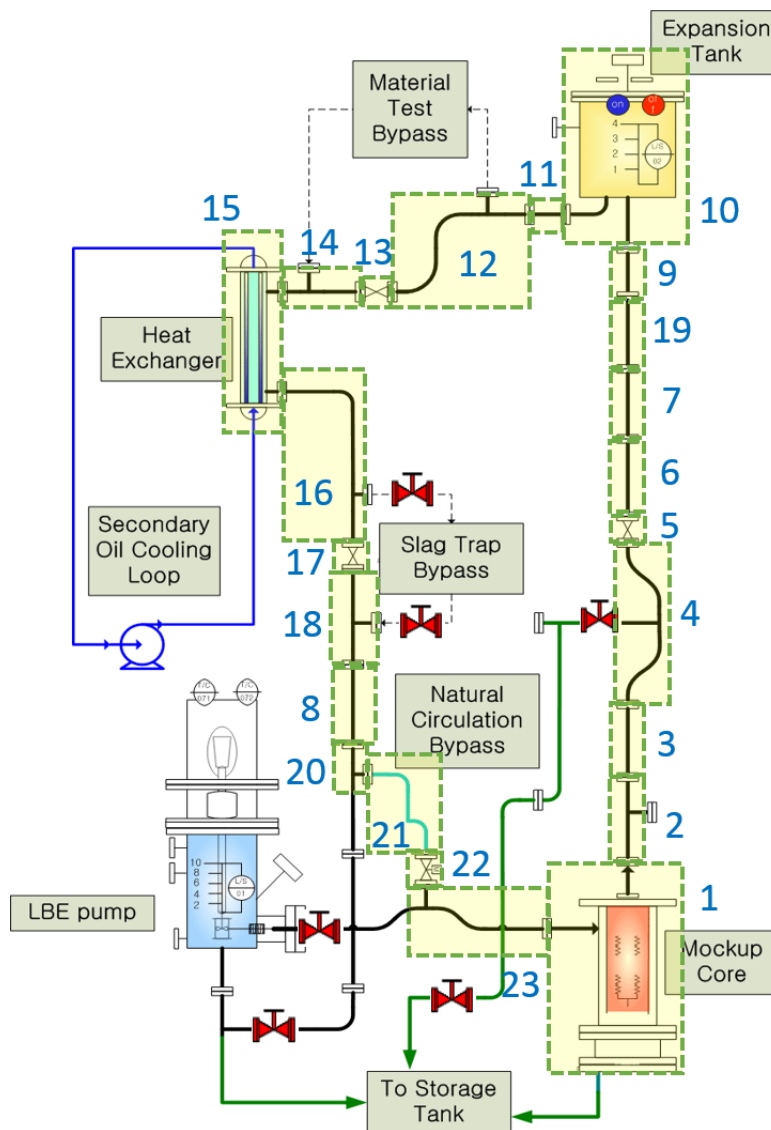 Expansion
Tank
Material
Test
Bypass
on
4
3
2
1
L/S
02
15
11
10
14
13
12
9
Heat
Exchanger
19
7
16
6
Secondary
Oil Cooling
Loop
17
Slag Trap
Bypass
5
18
4
T/C
071
T/C
072
8
Natural
Circulation
Bypass
3
20
21
2
22
10
8
6
4
2
L/S
01
LBE pump
1
Mockup
Core
23
To Storage
Tank